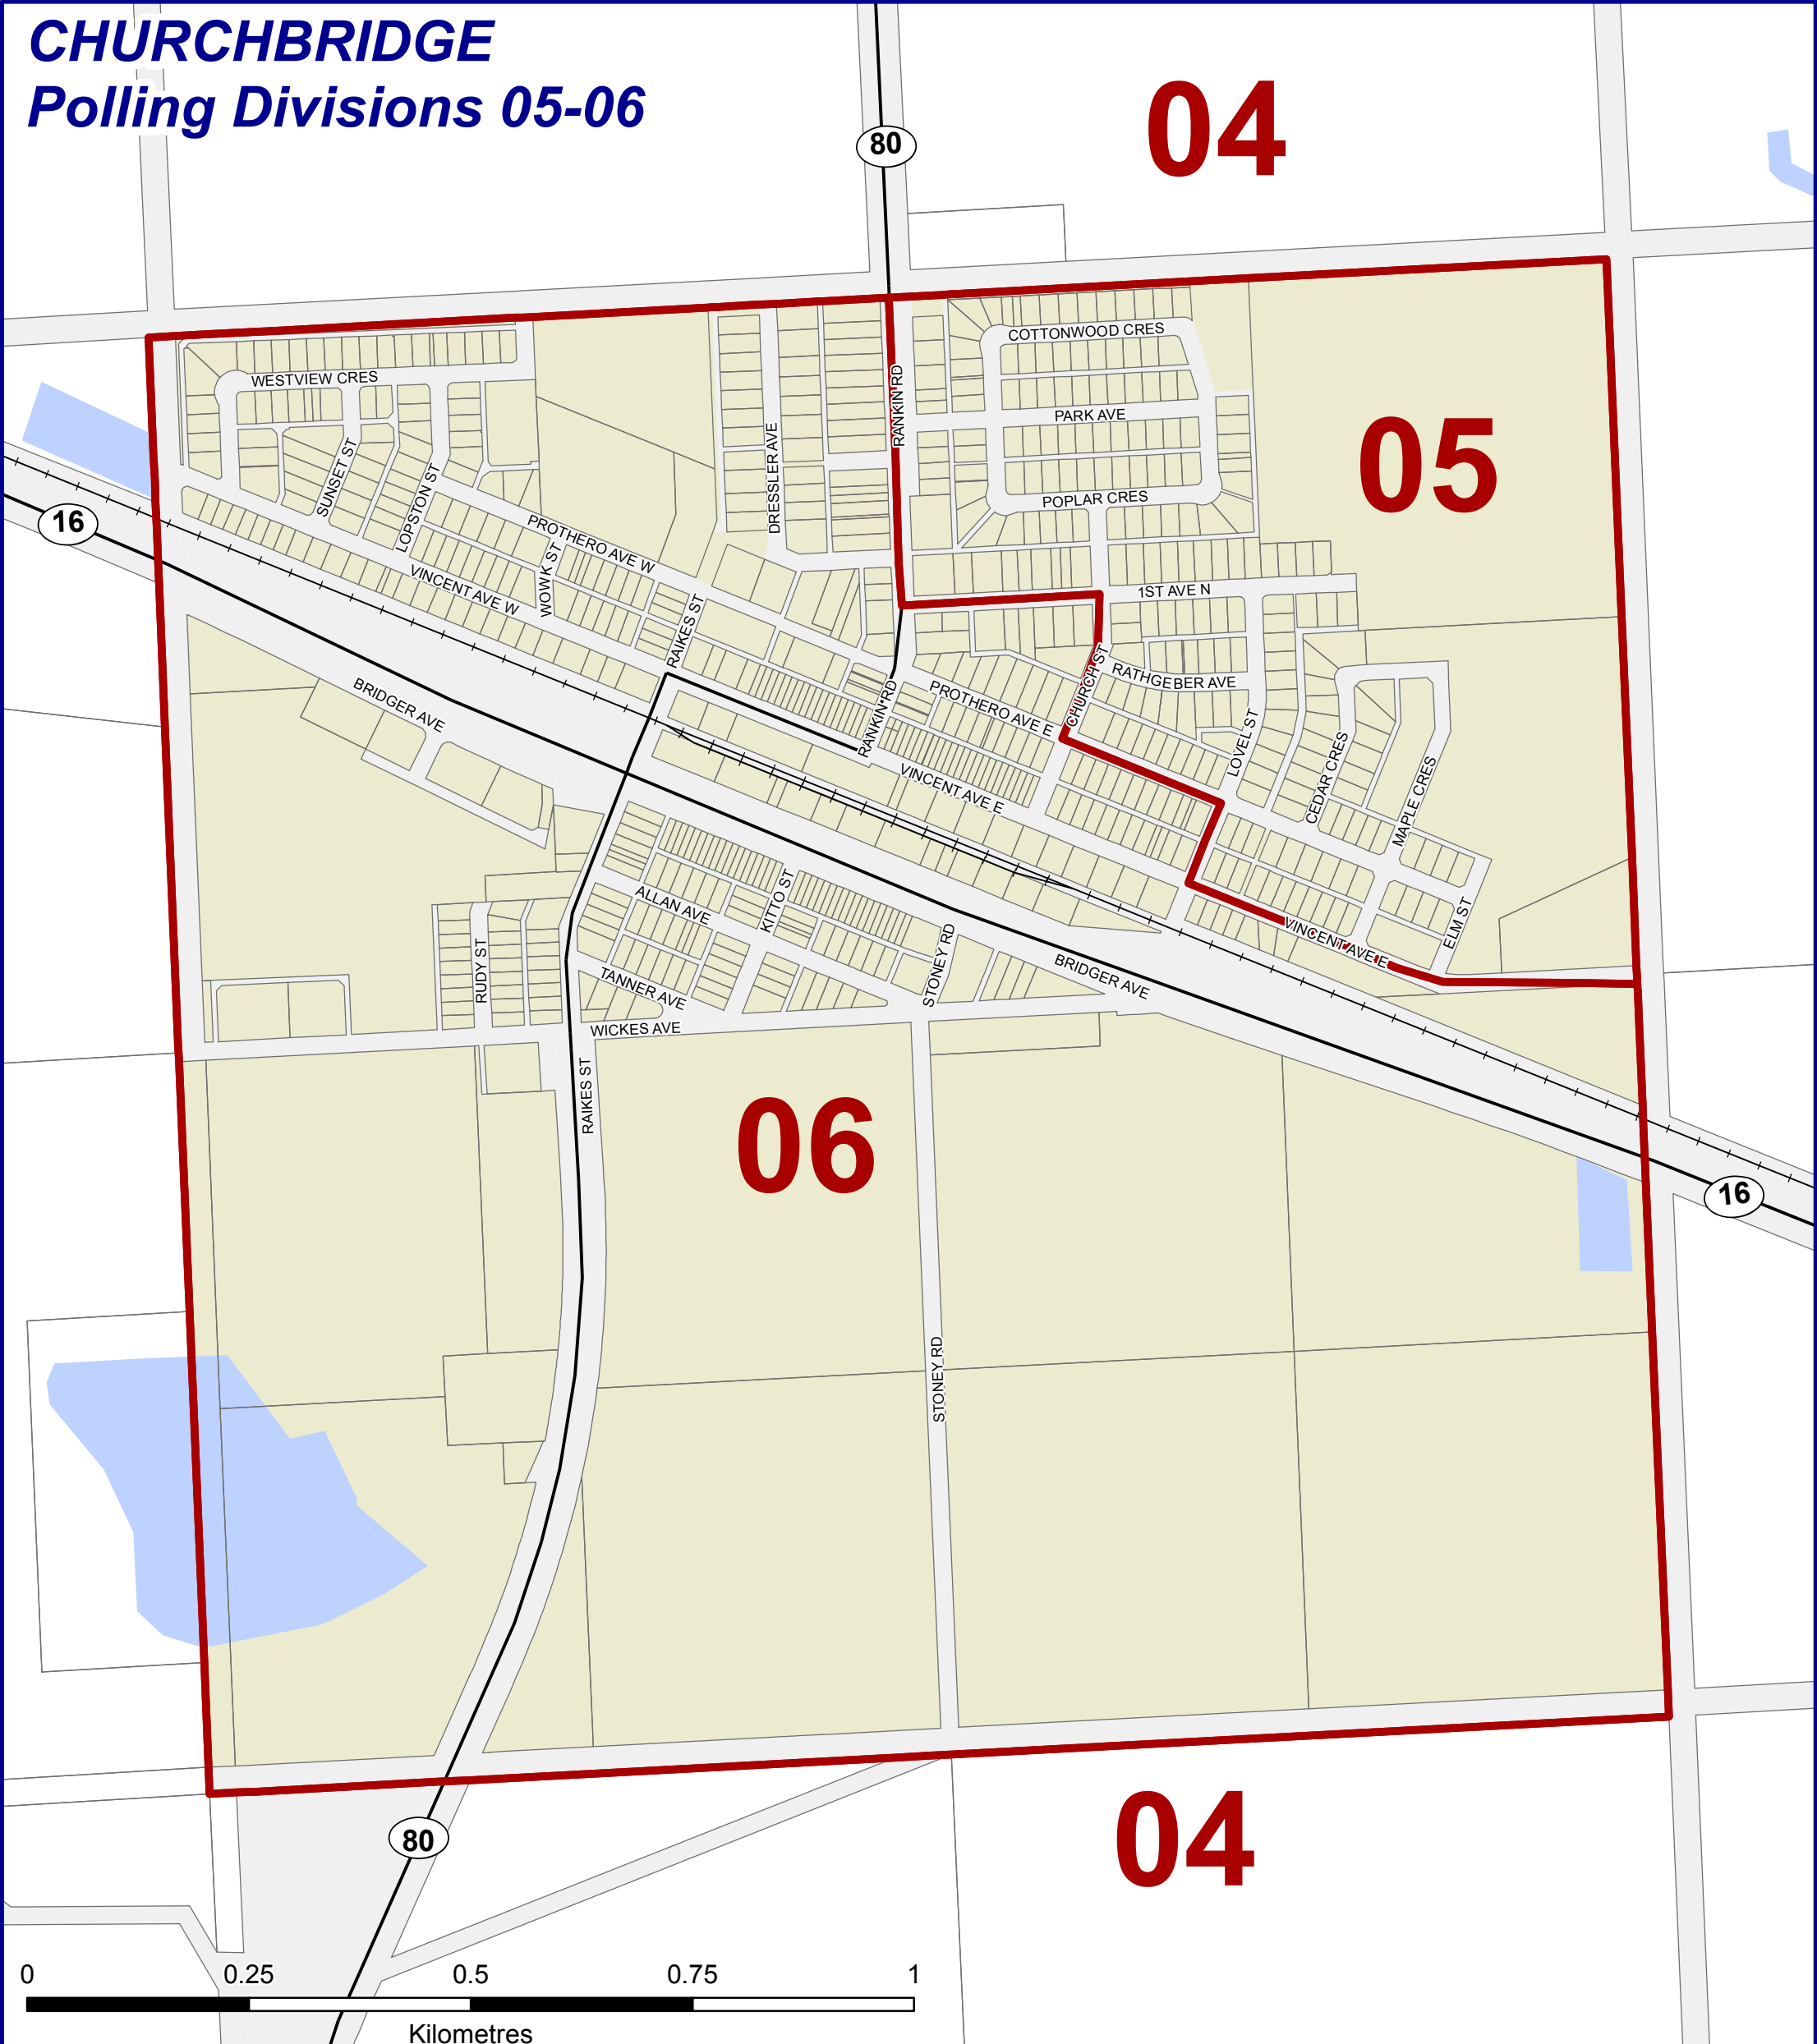 CHURCHBRIDGE
Polling Divisions 05-06
04
80
COTTONWOOD CRES
WESTVIEW CRES
RANKIN RD
PARK AVE
05
SUNSET ST
DRESSLER AVE
LOPSTON ST
POPLAR CRES
16
PROTHERO AVE W
WOWK ST
VINCENT AVE W
1ST AVE N
RAIKES ST
CHURCH ST
RATHGEBER AVE
BRIDGER AVE
RANKIN RD
PROTHERO AVE E
LOVEL ST
VINCENT AVE E
CEDAR CRES
MAPLE CRES
ALLAN AVE
KITTO ST
ELM ST
VINCENT AVE E
STONEY RD
RUDY ST
BRIDGER AVE
TANNER AVE
WICKES AVE
RAIKES ST
06
16
STONEY RD
80
04
0 0.25 0.5 0.75 1
Kilometres